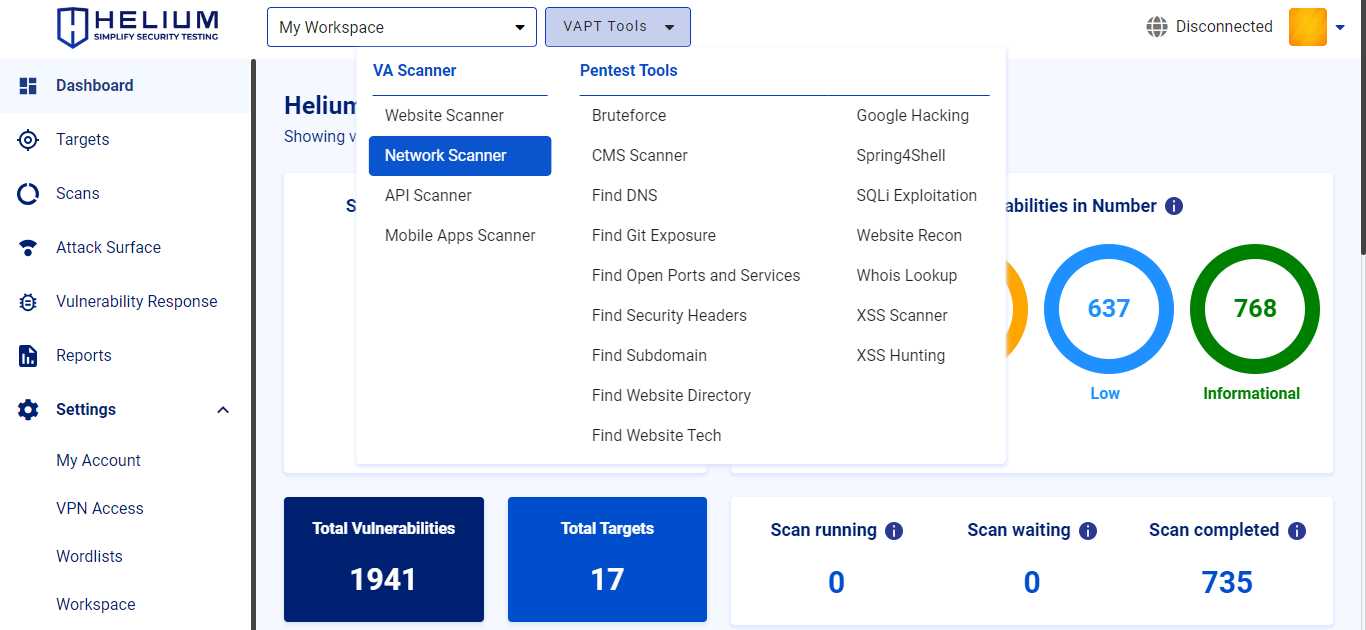 HELIUM
SIMPLIFY SECURITY TESTING
My Workspace
VAPT Tools
Disconnected
Dashboard
Targets
Scans
Attack Surface
Vulnerability Response
Reports
Settings
My Account
VPN Access
Wordlists
Workspace
VA Scanner
Website Scanner
Network Scanner
API Scanner
Mobile Apps Scanner
Pentest Tools
Bruteforce
CMS Scanner
Find DNS
Find Git Exposure
Find Open Ports and Services
Find Security Headers
Find Subdomain
Find Website Directory
Find Website Tech
Google Hacking
Spring4Shell
SQLi Exploitation
Website Recon
Whois Lookup
XSS Scanner
XSS Hunting
Showing
in Number
637
Low
768
Informational
Total Vulnerabilities
1941
Total Targets
17
Scan running
0
Scan waiting
0
Scan completed
735